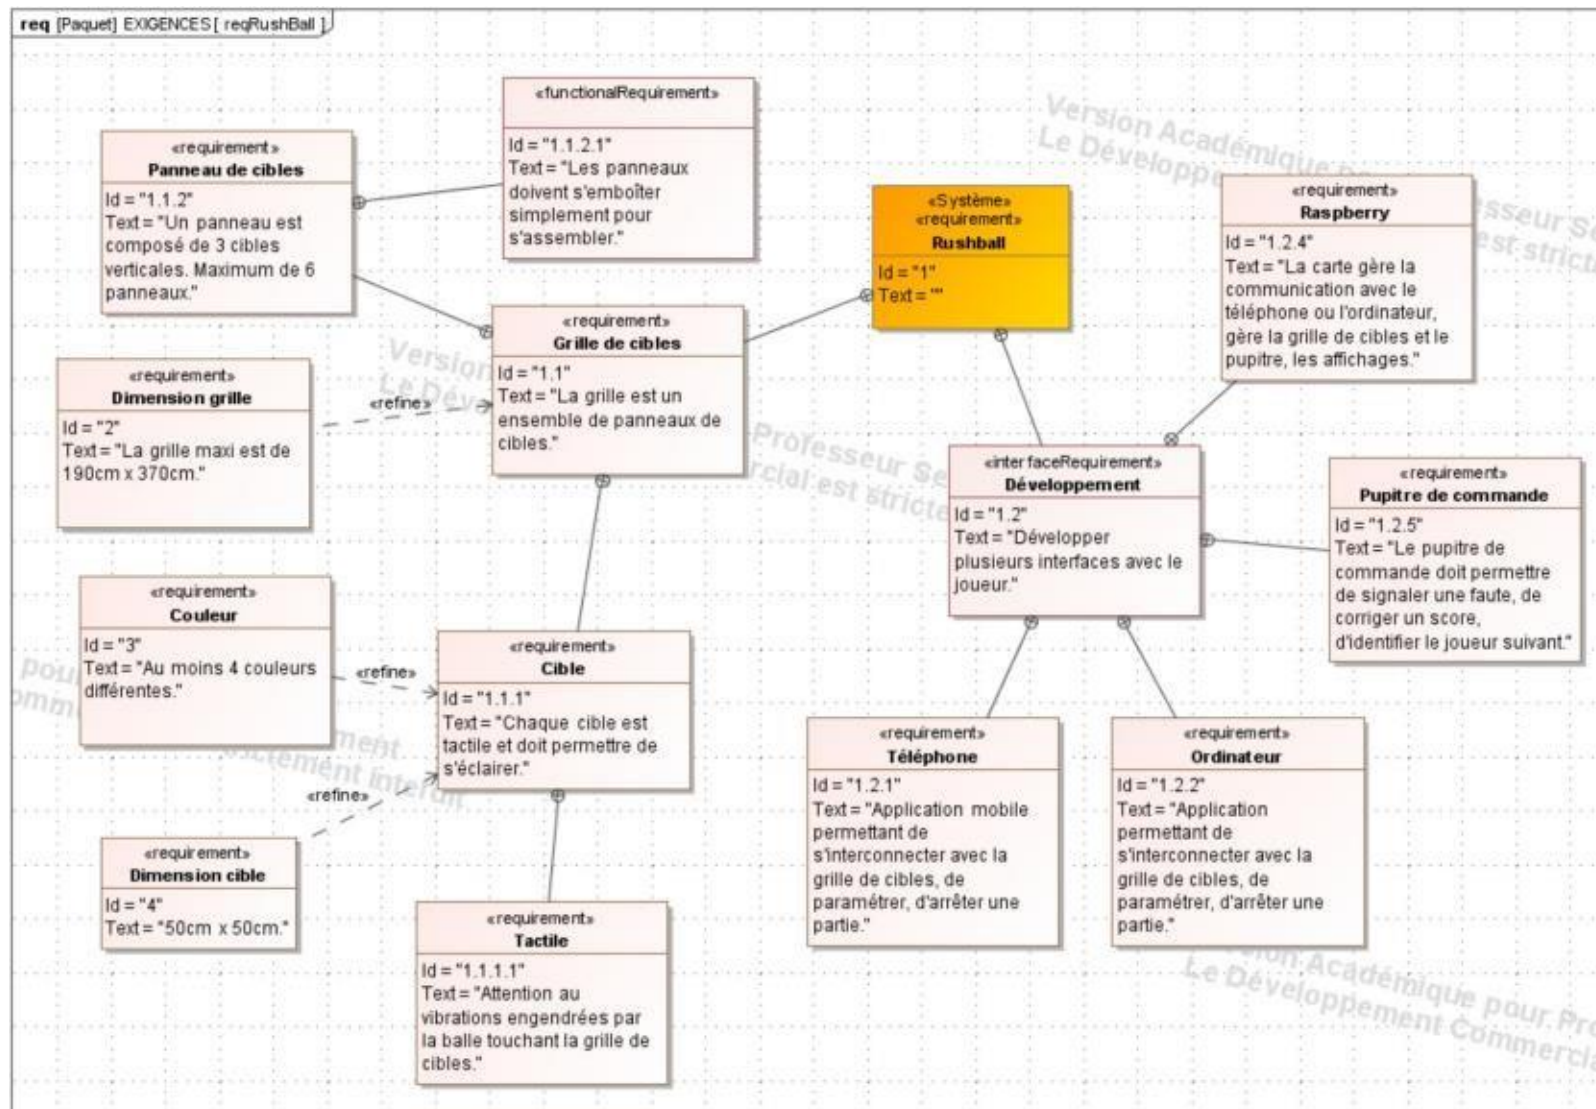 req [Paquet] EXIGENCES [ reqRushBall ]
«functionalRequirement»
Id = "1.1.2.1"
Text = "Les panneaux
doivent s'emboîter
simplement pour
s'assembler."
«requirement»
Panneau de cibles
Id = "1.1.2"
Text = "Un panneau est
composé de 3 cibles
verticales. Maximum de 6
panneaux."
«Système»
«requirement»
Rushball
Id = "1"
Text = ""
«requirement»
Raspberry
Id = "1.2.4"
Text = "La carte gère la
communication avec le
téléphone ou l'ordinateur,
gère la grille de cibles et le
pupitre, les affichages."
«requirement»
Grille de cibles
Id = "1.1"
Text = "La grille est un
ensemble de panneaux de
cibles."
«requirement»
Dimension grille
Id = "2"
Text = "La grille maxi est de
190cm x 370cm."
«refine»
«interfaceRequirement»
Développement
Id = "1.2"
Text = "Développer
plusieurs interfaces avec le
joueur."
«requirement»
Pupitre de commande
Id = "1.2.5"
Text = "Le pupitre de
commande doit permettre
de signaler une faute, de
corriger un score,
d'identifier le joueur suivant."
«requirement»
Couleur
Id = "3"
Text = "Au moins 4 couleurs
différentes."
«refine»
«requirement»
Cible
Id = "1.1.1"
Text = "Chaque cible est
tactile et doit permettre de
s'éclairer."
«refine»
«requirement»
Dimension cible
Id = "4"
Text = "50cm x 50cm."
«requirement»
Tactile
Id = "1.1.1.1"
Text = "Attention au
vibrations engendrées par
la balle touchant la grille de
cibles."
«requirement»
Téléphone
Id = "1.2.1"
Text = "Application mobile
permettant de
s'interconnecter avec la
grille de cibles, de
paramétrer, d'arrêter une
partie."
«requirement»
Ordinateur
Id = "1.2.2"
Text = "Application
permettant de
s'interconnecter avec la
grille de cibles, de
paramétrer, d'arrêter une
partie."
Version Académique
Le Développe
Version
Professeur
est strict
Académique pour
Le Développement